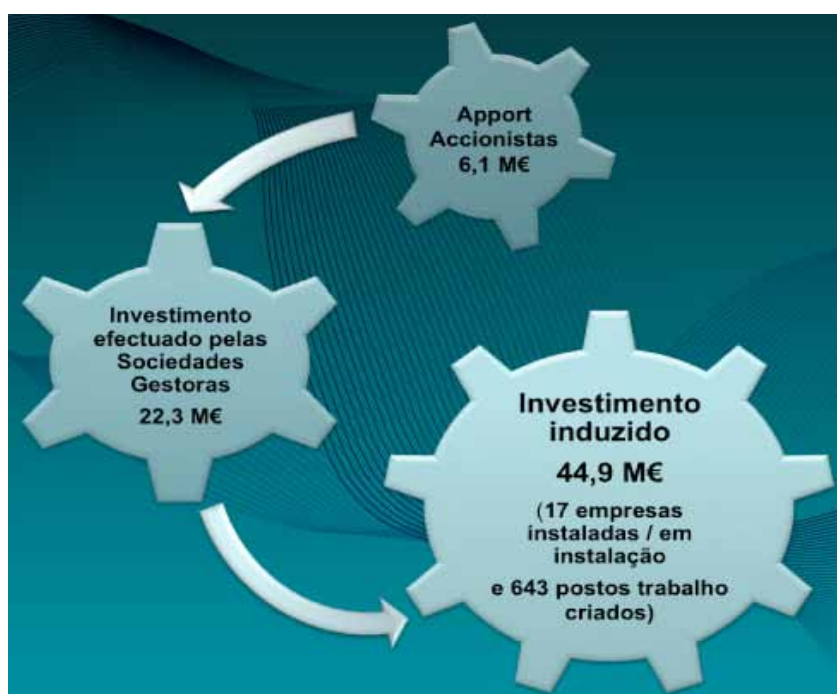 Apport
Accionistas
6,1 M€
Investimento
efectuado pelas
Sociedades
Gestoras
22,3 M€
Investimento
induzido
44,9 M€
(17 empresas
instaladas / em
instalação
e 643 postos trabalho
criados)